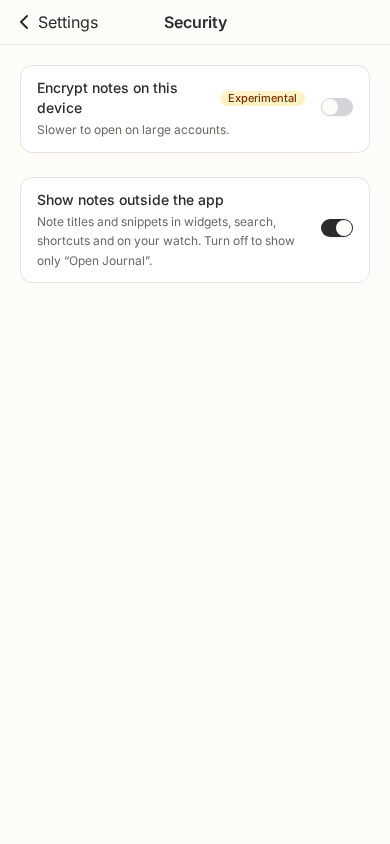 Settings
Security
Encrypt notes on this
device
Experimental
Slower to open on large accounts.
Show notes outside the app
Note titles and snippets in widgets, search,
shortcuts and on your watch. Turn off to show
only “Open Journal”.